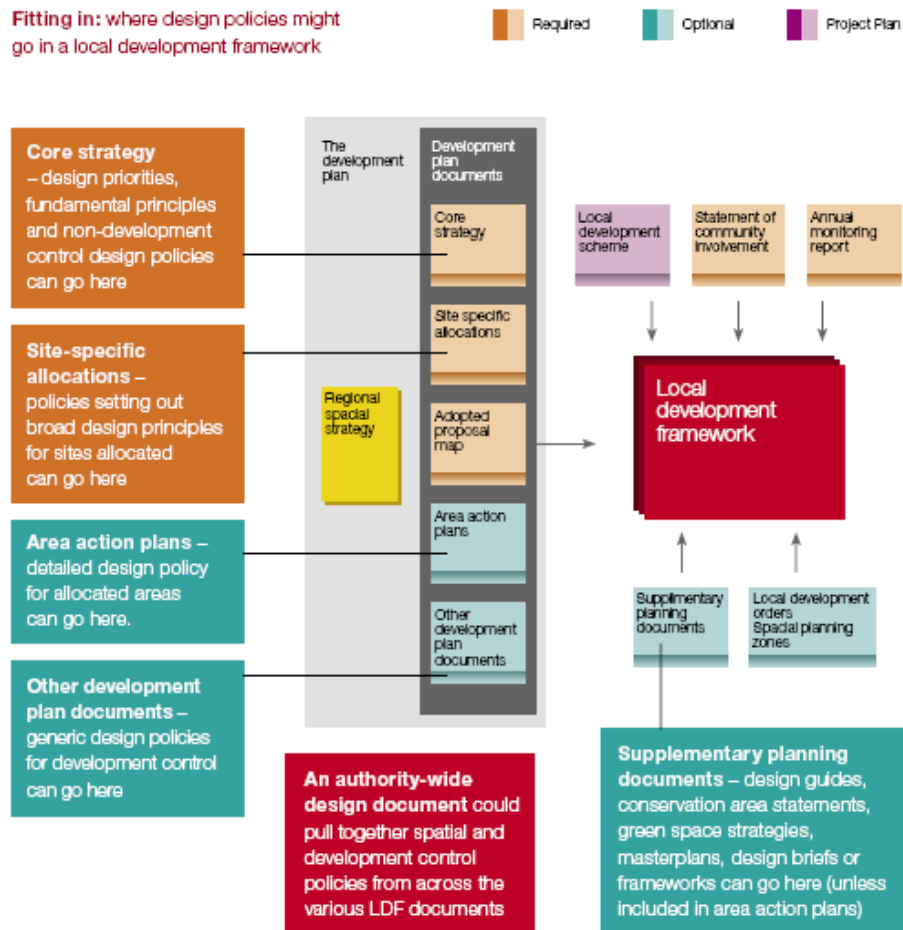 Fitting in: where design policies might
go in a local development framework
Required
Optional
Project Plan
Core strategy
– design priorities,
fundamental principles
and non-development
control design policies
can go here
Site-specific
allocations –
policies setting out
broad design principles
for sites allocated
can go here
Area action plans –
detailed design policy
for allocated areas
can go here.
Other development
plan documents –
generic design policies
for development control
can go here
The
development
plan
Regional
spacial
strategy
Development
plan
documents
Core
strategy
Site specific
allocations
Adopted
proposal
map
Area action
plans
Other
development
plan
documents
Local
development
scheme
Statement of
community
involvement
Annual
monitoring
report
Local
development
framework
Supplimentary
planning
documents
Local development
orders
Spacial planning
zones
An authority-wide
design document could
pull together spatial and
development control
policies from across the
various LDF documents
Supplementary planning
documents – design guides,
conservation area statements,
green space strategies,
masterplans, design briefs or
frameworks can go here (unless
included in area action plans)